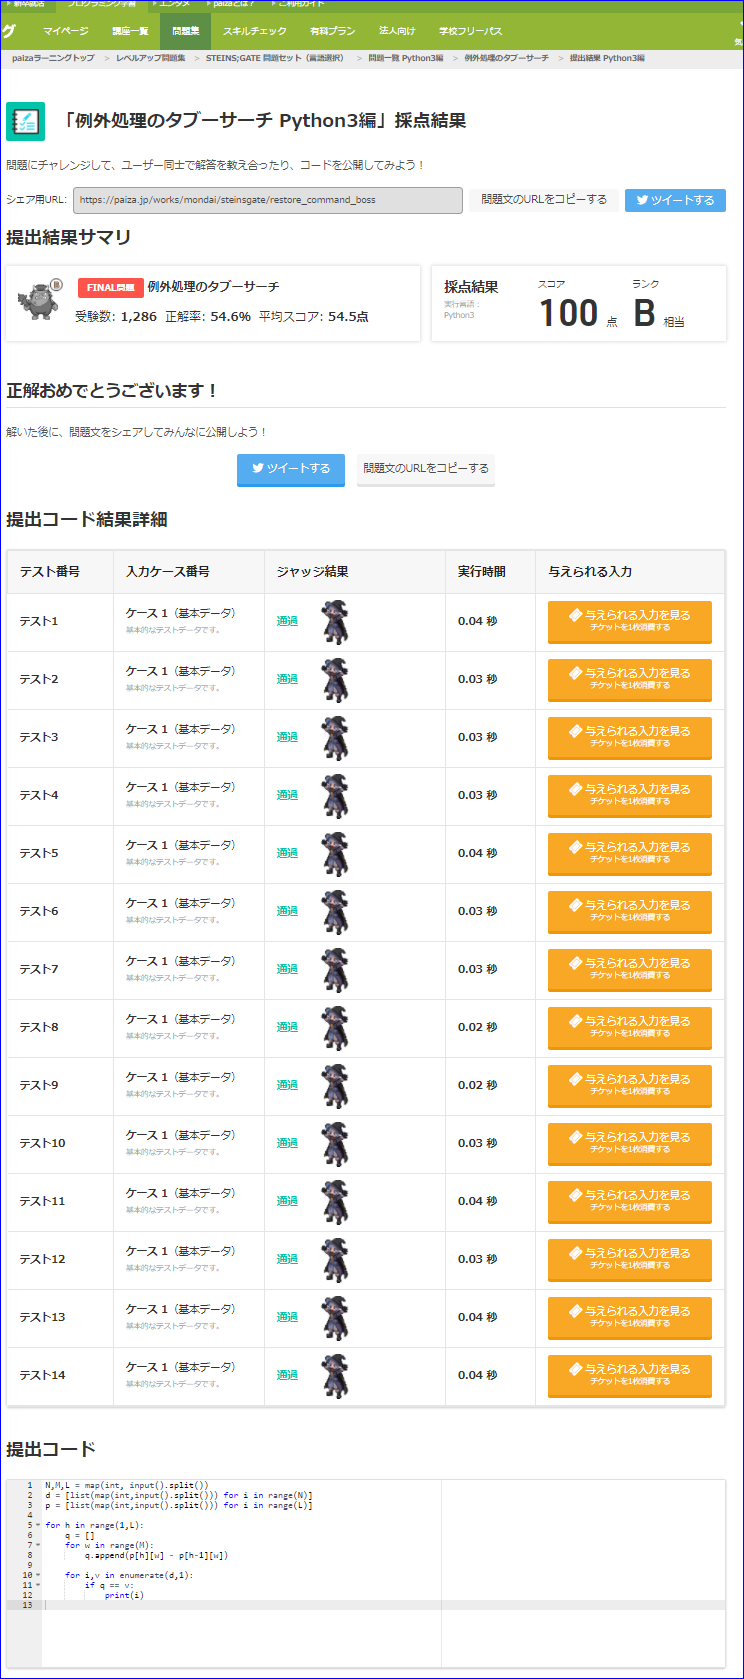 新卒就活 プログラミング学習 エンタメ paizaとは? ご利用ガイド
グ マイページ 講座一覧 問題集 スキルチェック 有料プラン 法人向け 学校フリーパス 気
paizaラーニングトップ > レベルアップ問題集 > STEINS;GATE 問題セット(言語選択) > 問題一覧 Python3編 > 例外処理のタブーサーチ > 提出結果 Python3編
「例外処理のタブーサーチ Python3編」採点結果
問題にチャレンジして、ユーザー同士で解答を教え合ったり、コードを公開してみよう!
シェア用URL: https://paiza.jp/works/mondai/steinsgate/restore_command_boss 問題文のURLをコピーする ツイートする
提出結果サマリ
FINAL問題 例外処理のタブーサーチ
受験数: 1,286 正解率: 54.6% 平均スコア: 54.5点
採点結果 スコア ランク
実行言語:
Python3
100 点 B 相当
正解おめでとうございます!
解いた後に、問題文をシェアしてみんなに公開しよう!
ツイートする 問題文のURLをコピーする
提出コード結果詳細
テスト番号 入力ケース番号 ジャッジ結果 実行時間 与えられる入力
テスト1 ケース 1(基本データ) 通過 0.04 秒 与えられる入力を見る
基本的なテストデータです。 チケットを1枚消費する
テスト2 ケース 1(基本データ) 通過 0.03 秒 与えられる入力を見る
基本的なテストデータです。 チケットを1枚消費する
テスト3 ケース 1(基本データ) 通過 0.03 秒 与えられる入力を見る
基本的なテストデータです。 チケットを1枚消費する
テスト4 ケース 1(基本データ) 通過 0.03 秒 与えられる入力を見る
基本的なテストデータです。 チケットを1枚消費する
テスト5 ケース 1(基本データ) 通過 0.04 秒 与えられる入力を見る
基本的なテストデータです。 チケットを1枚消費する
テスト6 ケース 1(基本データ) 通過 0.03 秒 与えられる入力を見る
基本的なテストデータです。 チケットを1枚消費する
テスト7 ケース 1(基本データ) 通過 0.03 秒 与えられる入力を見る
基本的なテストデータです。 チケットを1枚消費する
テスト8 ケース 1(基本データ) 通過 0.02 秒 与えられる入力を見る
基本的なテストデータです。 チケットを1枚消費する
テスト9 ケース 1(基本データ) 通過 0.02 秒 与えられる入力を見る
基本的なテストデータです。 チケットを1枚消費する
テスト10 ケース 1(基本データ) 通過 0.03 秒 与えられる入力を見る
基本的なテストデータです。 チケットを1枚消費する
テスト11 ケース 1(基本データ) 通過 0.04 秒 与えられる入力を見る
基本的なテストデータです。 チケットを1枚消費する
テスト12 ケース 1(基本データ) 通過 0.03 秒 与えられる入力を見る
基本的なテストデータです。 チケットを1枚消費する
テスト13 ケース 1(基本データ) 通過 0.04 秒 与えられる入力を見る
基本的なテストデータです。 チケットを1枚消費する
テスト14 ケース 1(基本データ) 通過 0.04 秒 与えられる入力を見る
基本的なテストデータです。 チケットを1枚消費する
提出コード
1 N,M,L = map(int, input().split())
2 d = [list(map(int,input().split())) for i in range(N)]
3 p = [list(map(int,input().split())) for i in range(L)]
4
5 for h in range(1,L):
6 q = []
7 for w in range(M):
8 q.append(p[h][w] - p[h-1][w])
9
10 for i,v in enumerate(d,1):
11 if q == v:
12 print(i)
13